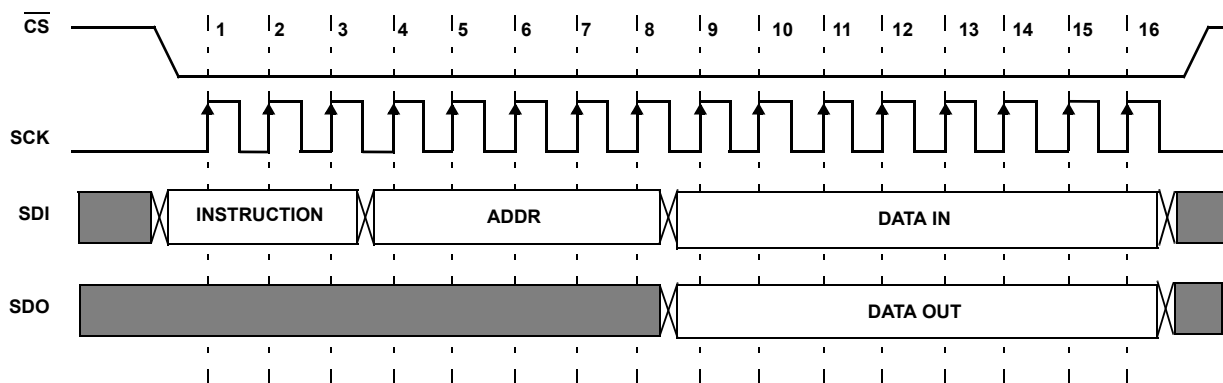 CS 1 2 3 4 5 6 7 8 9 10 11 12 13 14 15 16
SCK
SDI INSTRUCTION ADDR DATA IN
SDO DATA OUT